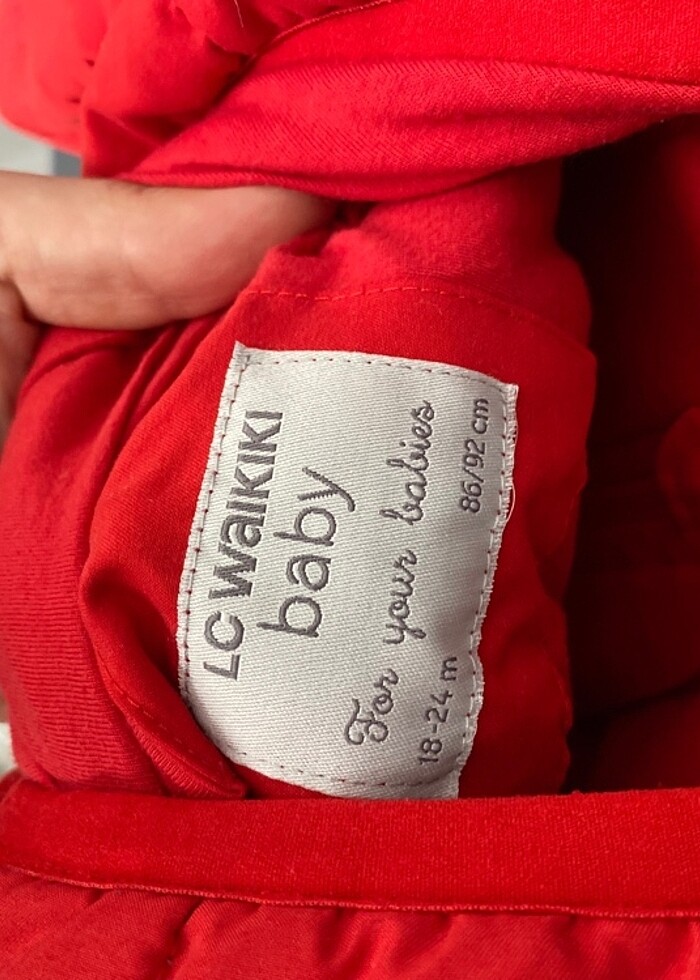 LC WAIKIKI
baby
For your babies
18-24 m 86/92 cm